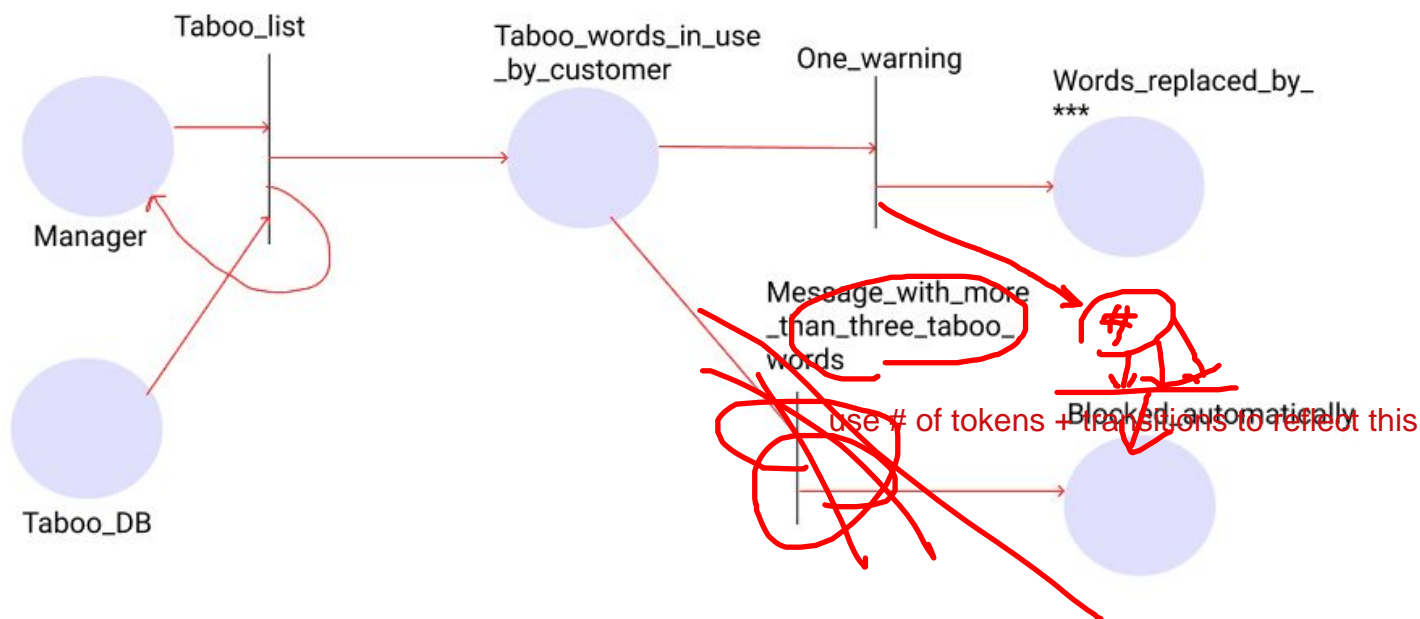 Taboo_list
Taboo_words_in_use
_by_customer
One_warning
Words_replaced_by_
***
Manager
Message_with_more
_than_three_taboo_
words
#
Blocked_automatically
use # of tokens + transitions to reflect this
Taboo_DB